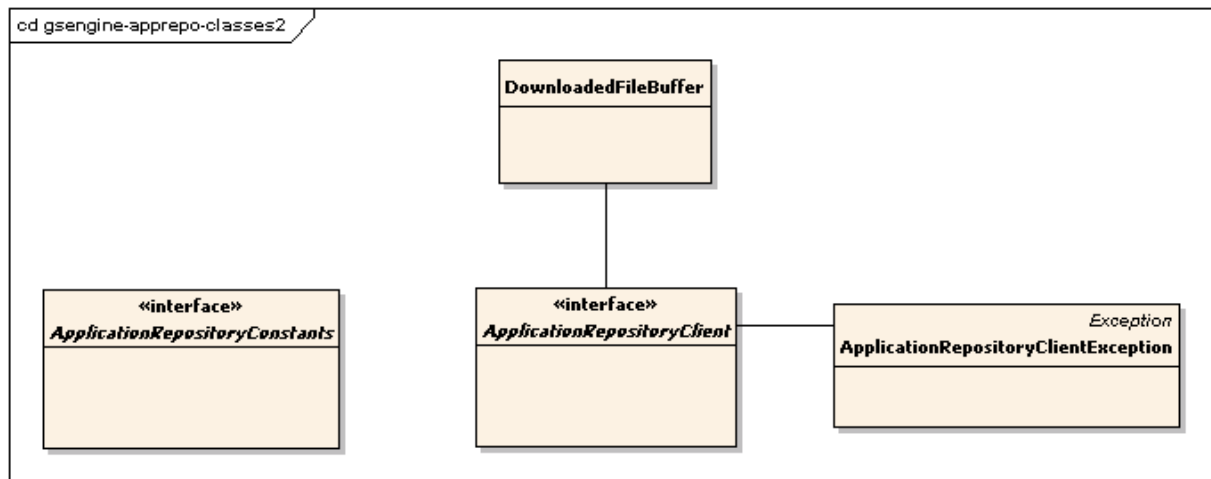 cd gsengine-apprepo-classes2
DownloadedFileBuffer
«interface»
ApplicationRepositoryConstants
«interface»
ApplicationRepositoryClient
Exception
ApplicationRepositoryClientException